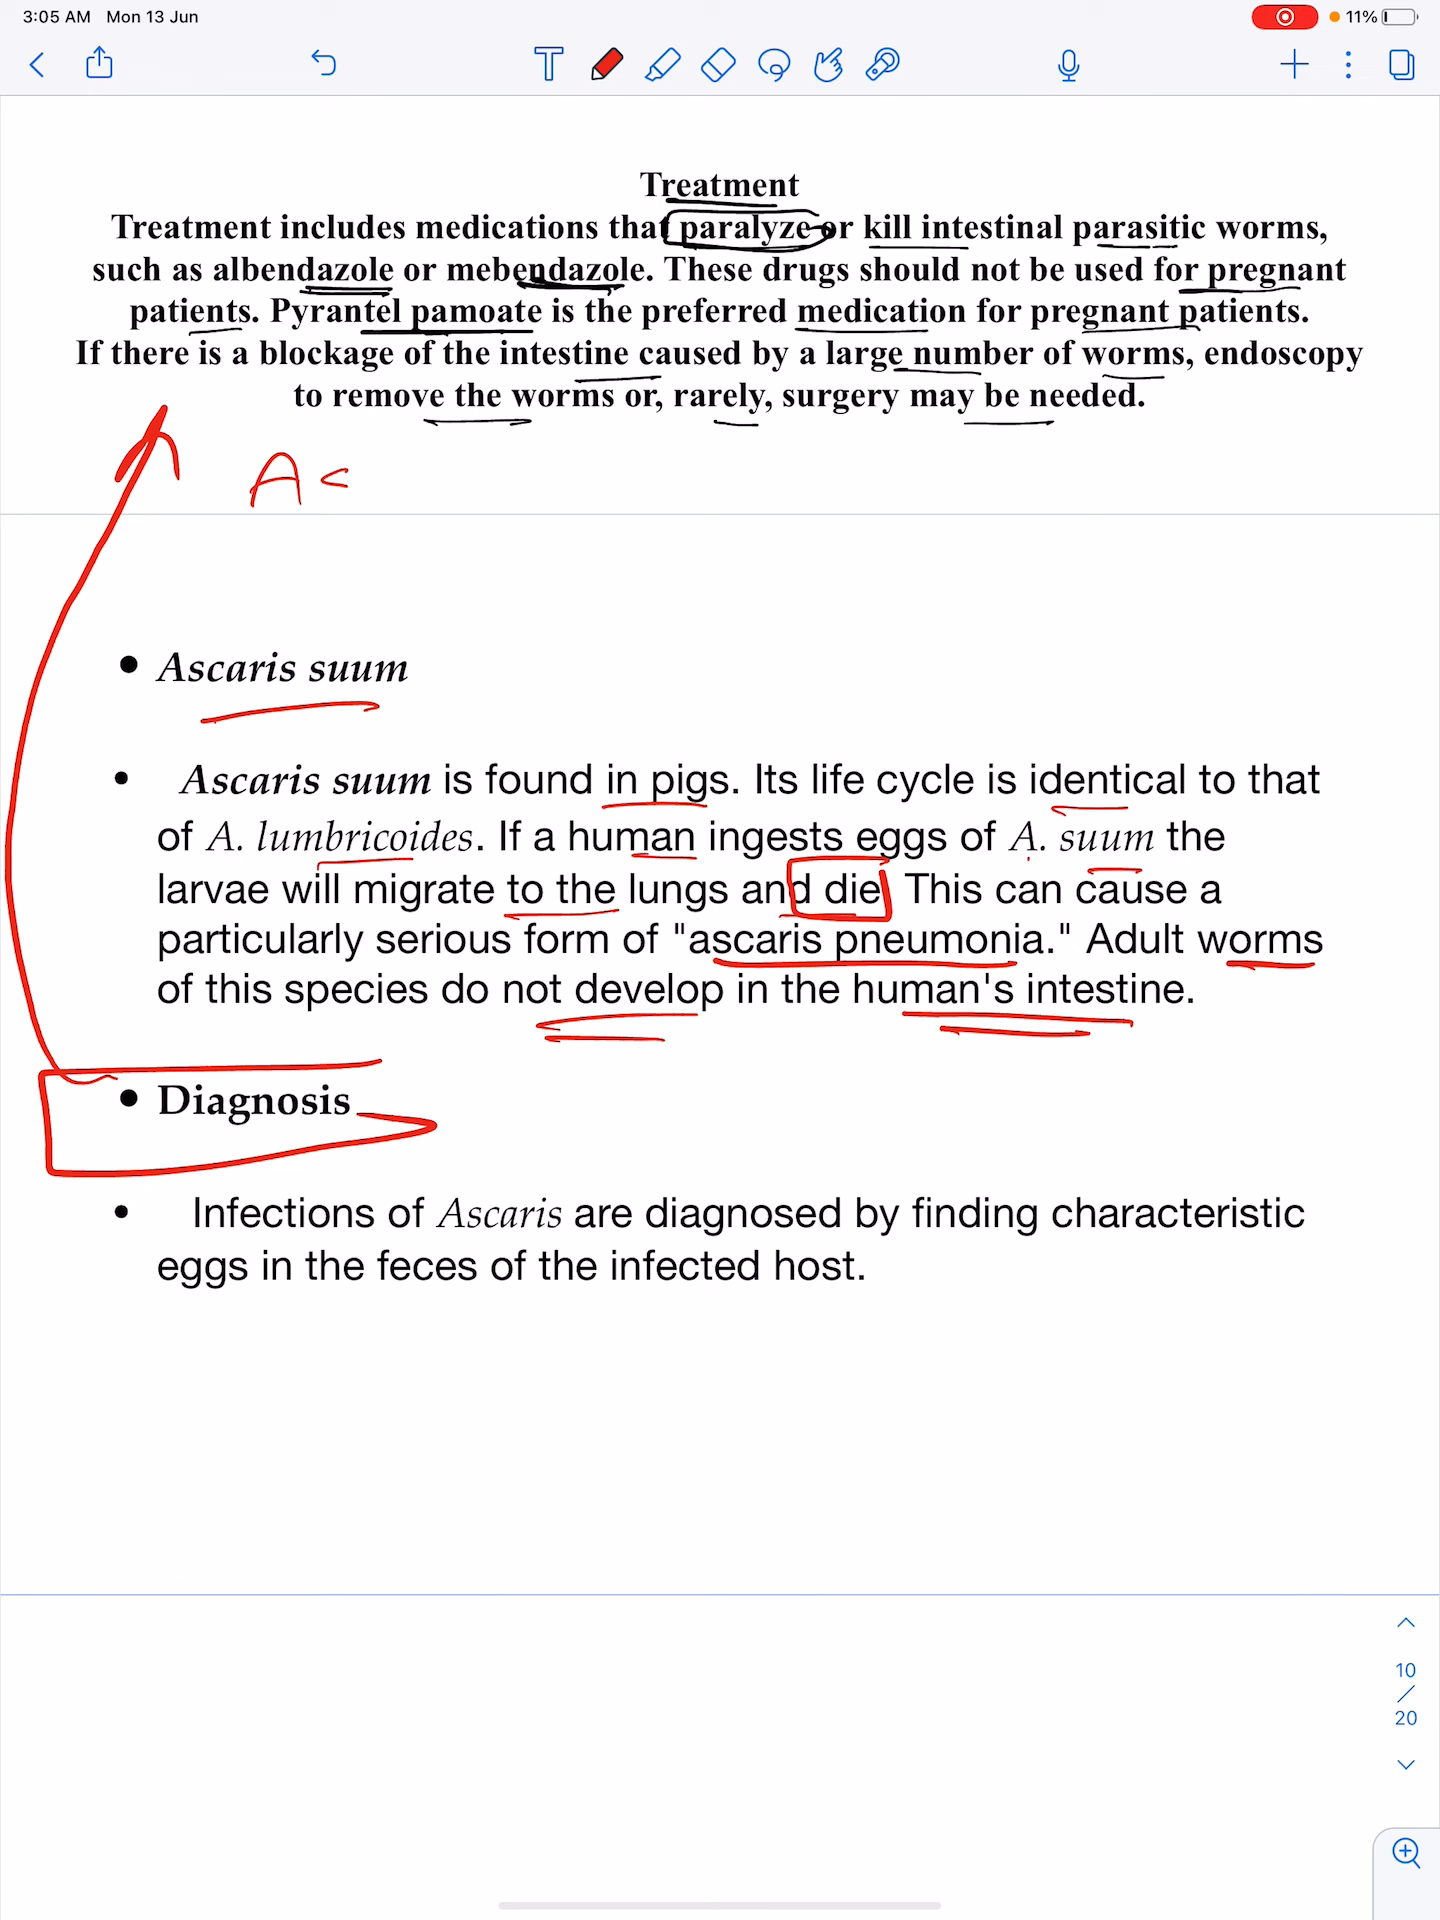 3:05 AM Mon 13 Jun 11%
Treatment
Treatment includes medications that paralyze or kill intestinal parasitic worms,
such as albendazole or mebendazole. These drugs should not be used for pregnant
patients. Pyrantel pamoate is the preferred medication for pregnant patients.
If there is a blockage of the intestine caused by a large number of worms, endoscopy
to remove the worms or, rarely, surgery may be needed.
A
• Ascaris suum
• Ascaris suum is found in pigs. Its life cycle is identical to that
of A. lumbricoides. If a human ingests eggs of A. suum the
larvae will migrate to the lungs and die This can cause a
particularly serious form of "ascaris pneumonia." Adult worms
of this species do not develop in the human's intestine.
• Diagnosis
• Infections of Ascaris are diagnosed by finding characteristic
eggs in the feces of the infected host.
10
/
20